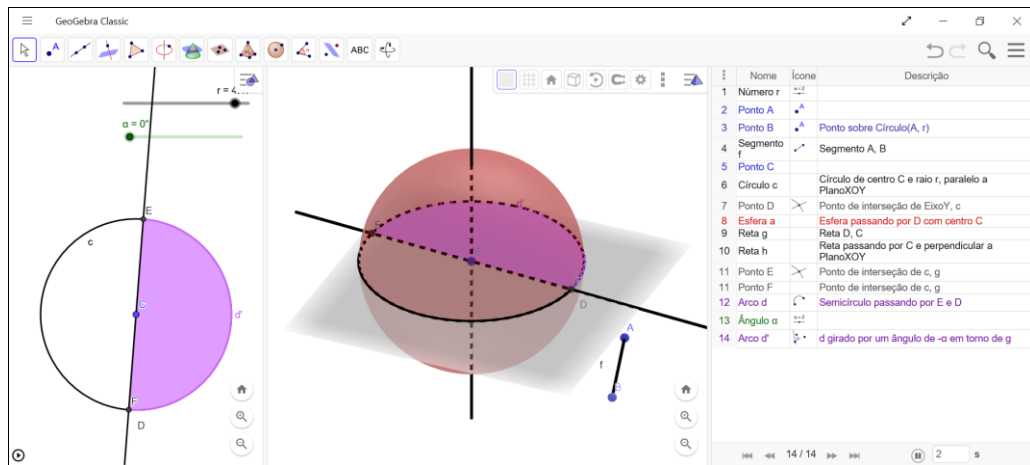 GeoGebra Classic
ABC
α = 0°
E
c
C
d'
F
D
d'
D
A
f
B
Nome Ícone Descrição
1 Número r
2 Ponto A
3 Ponto B Ponto sobre Círculo(A, r)
4 Segmento f Segmento A, B
5 Ponto C
6 Círculo c Círculo de centro C e raio r, paralelo a
PlanoXOY
7 Ponto D Ponto de interseção de EixoY, c
8 Esfera a Esfera passando por D com centro C
9 Reta g Reta D, C
10 Reta h Reta passando por C e perpendicular a
PlanoXOY
11 Ponto E Ponto de interseção de c, g
11 Ponto F Ponto de interseção de c, g
12 Arco d Semicírculo passando por E e D
13 Ângulo α
14 Arco d' d girado por um ângulo de -α em torno de g
14 / 14
2 s